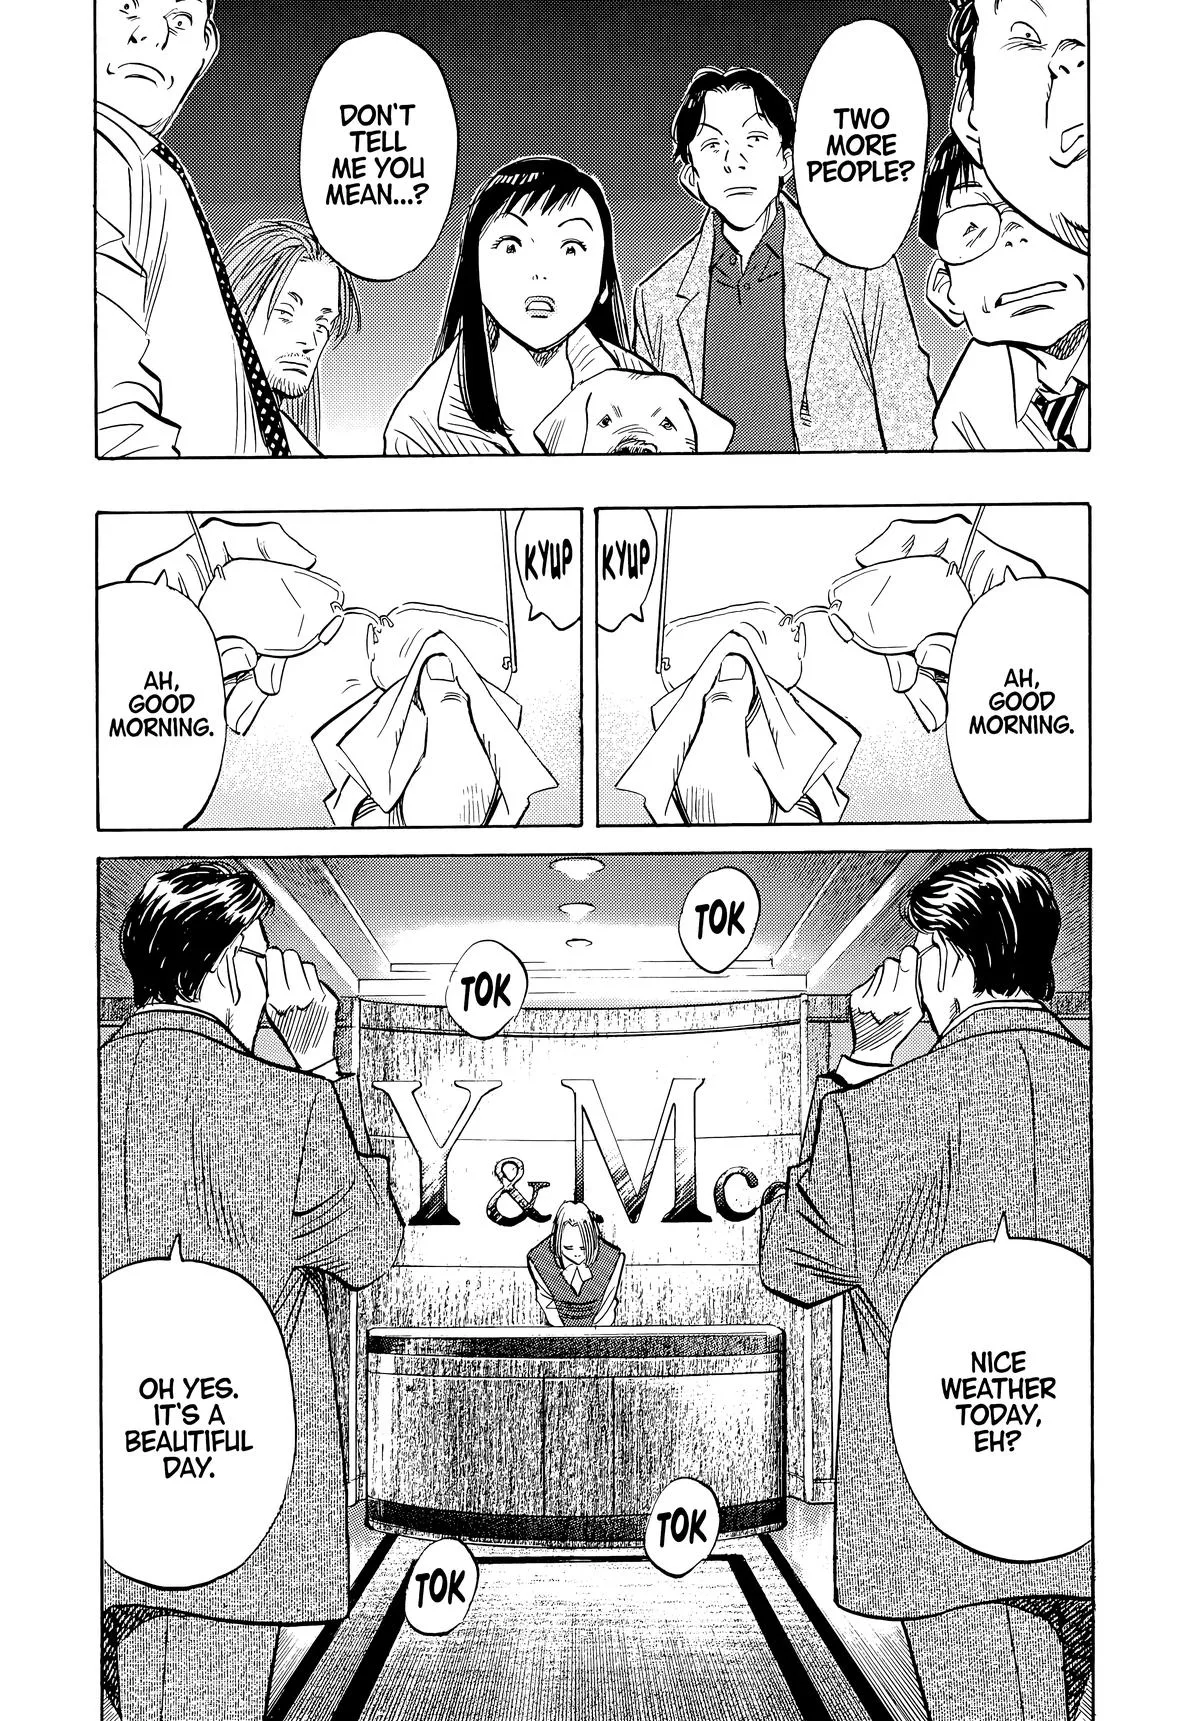 TWO
MORE
PEOPLE?
DON'T
TELL
ME YOU
MEAN...?
KYUP
AH,
GOOD
MORNING.
KYUP
AH,
GOOD
MORNING.
TOK
TOK
Y & M co
NICE
WEATHER
TODAY,
EH?
OH YES.
IT'S A
BEAUTIFUL
DAY.
TOK
TOK